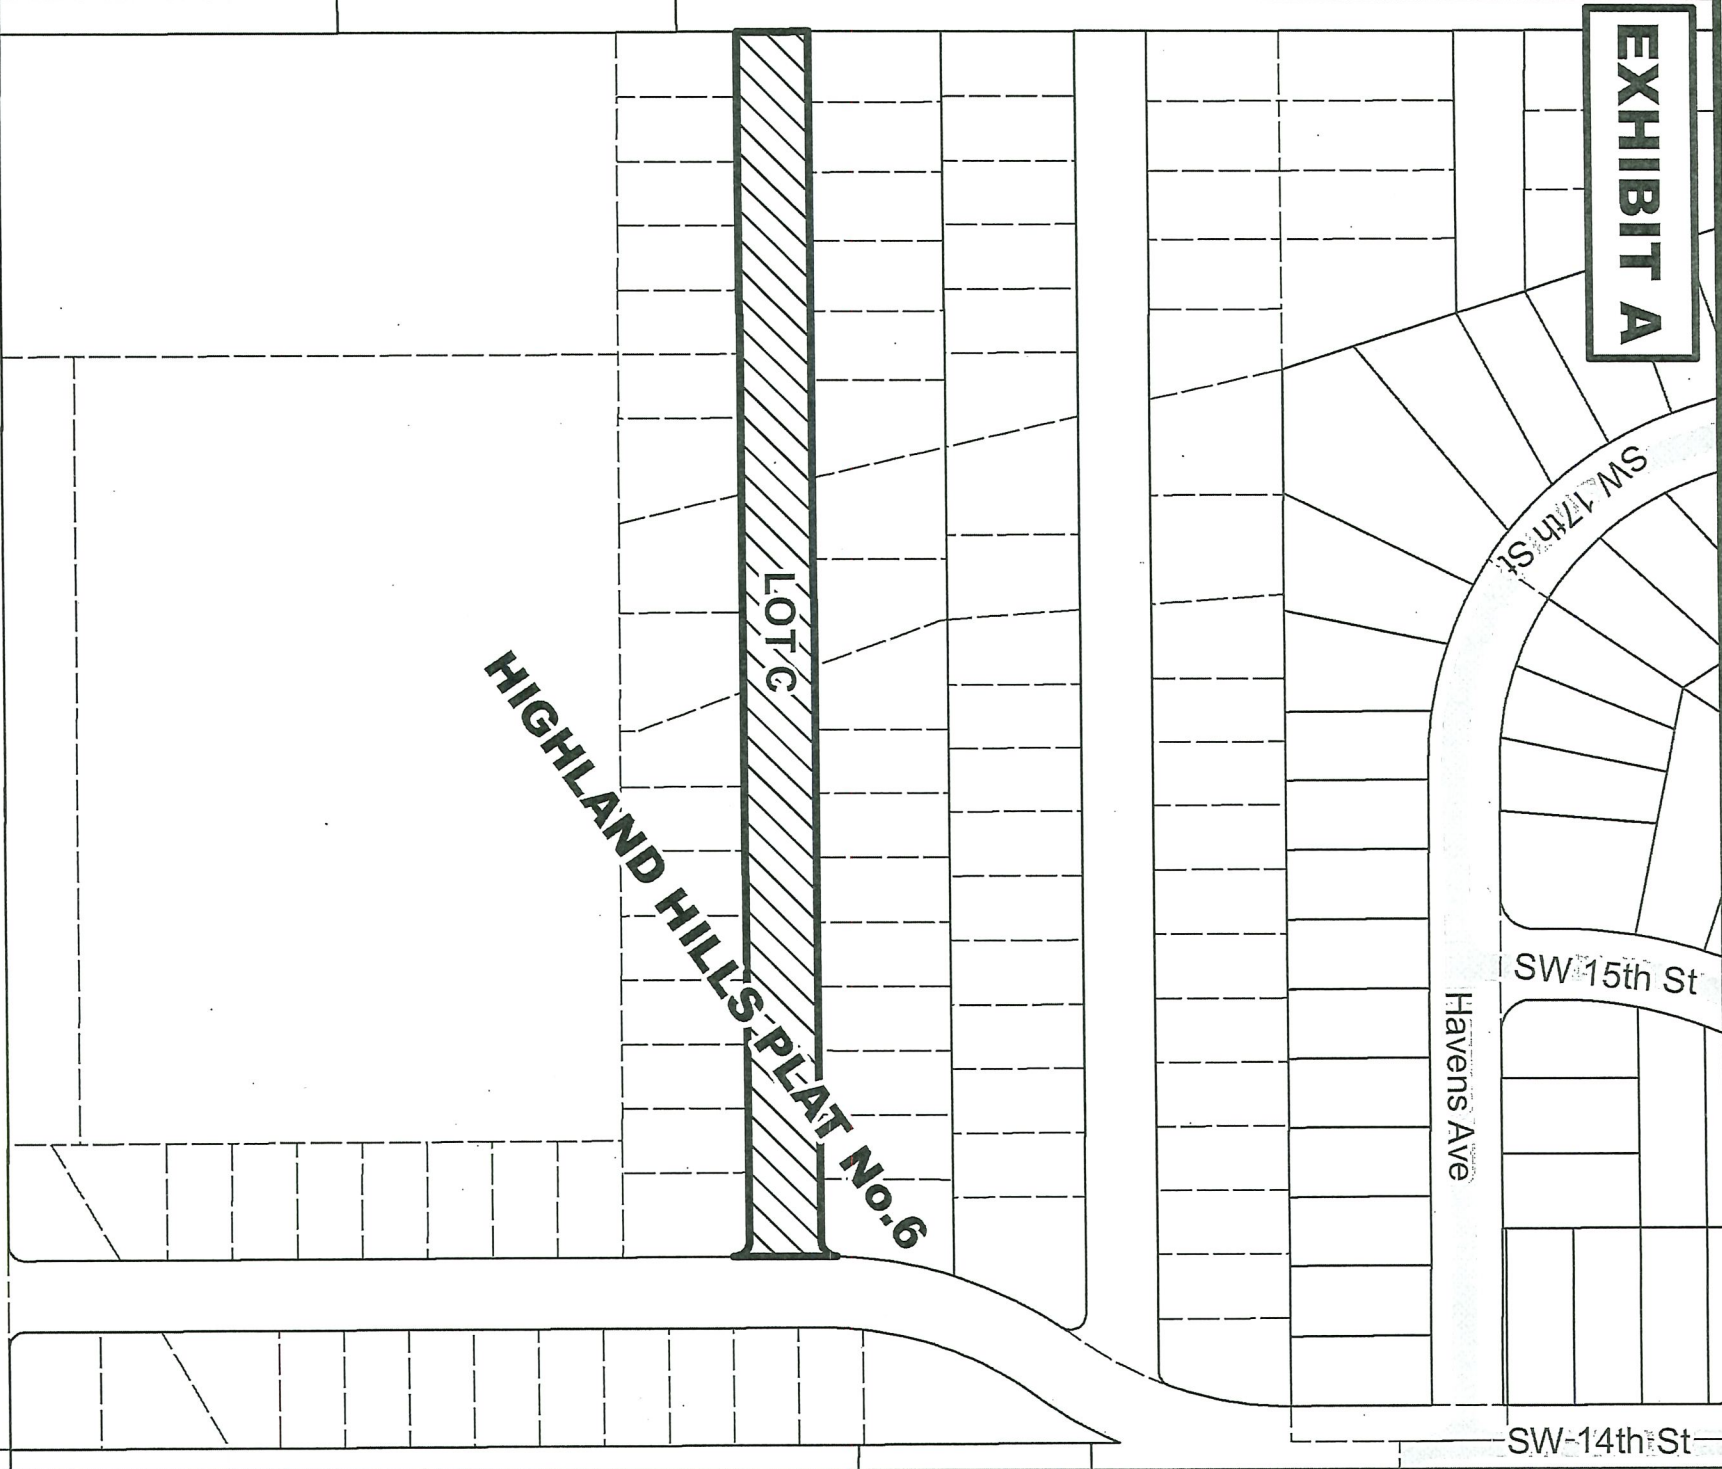 EXHIBIT A
SW 17th St
LOT C
HIGHLAND HILLS PLAT No.6
SW 15th St
Havens Ave
SW 14th St